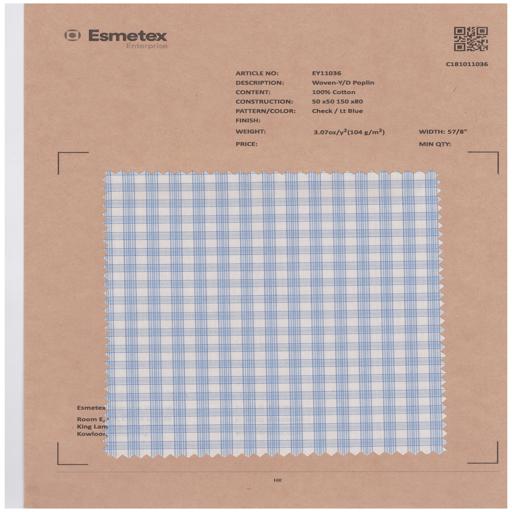 Esmetex
Enterprise
C181011036
ARTICLE NO: EY11036
DESCRIPTION: Woven-Y/D Poplin
CONTENT: 100% Cotton
CONSTRUCTION: 50 x50 150 x80
PATTERN/COLOR: Check / Lt Blue
FINISH:
WEIGHT: 3.07oz/y²(104 g/m²) WIDTH: 57/8"
PRICE: MIN QTY:
Esmetex
Room E,
King Lam
Kowloon,